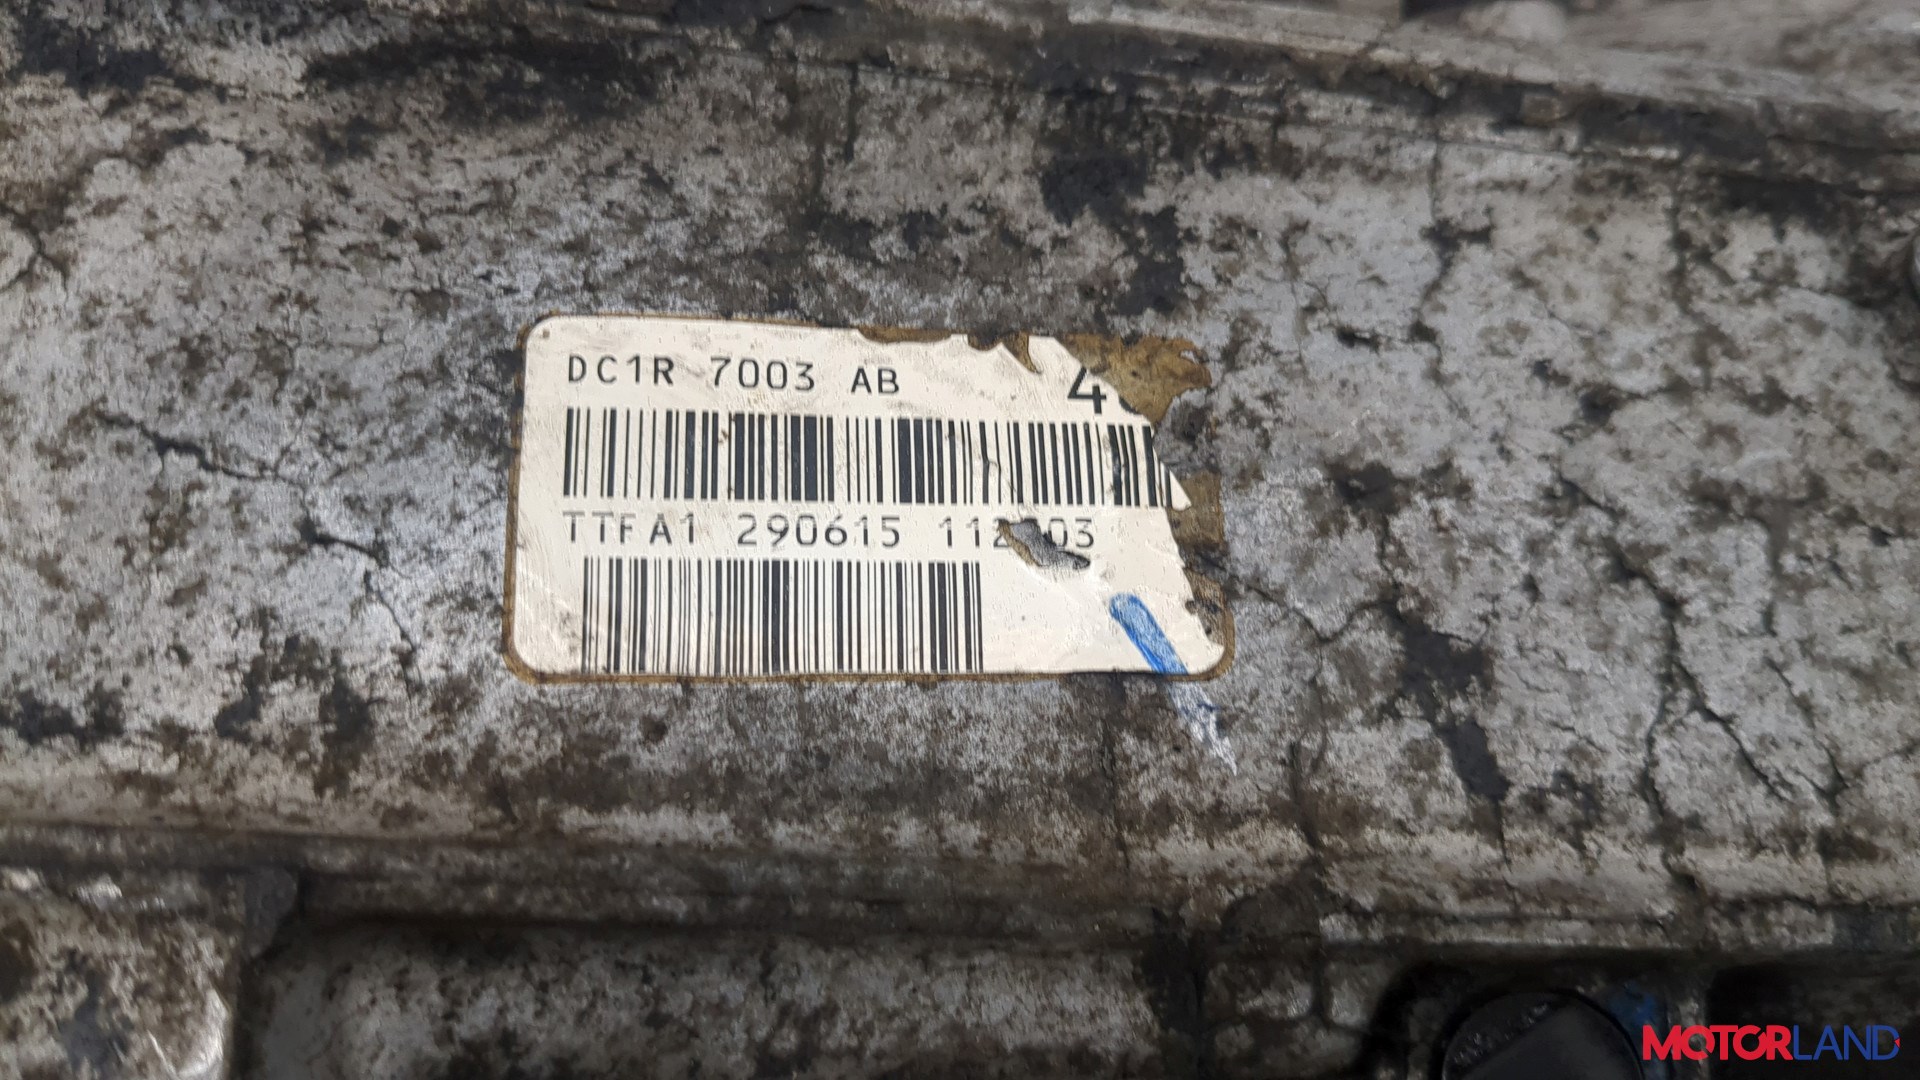 DC1R 7003 AB
TTFA1 290615
MOTORLAND